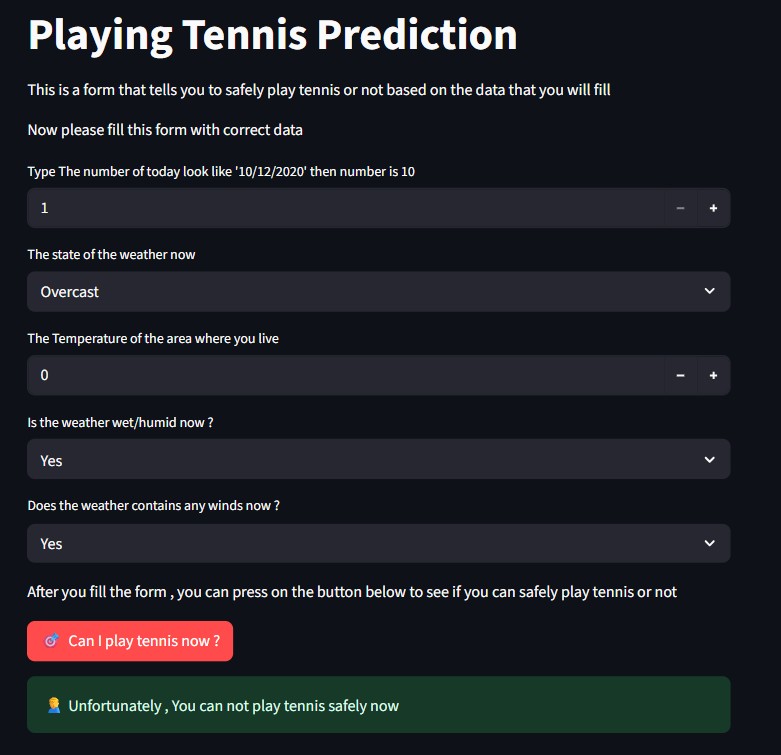 Playing Tennis Prediction
This is a form that tells you to safely play tennis or not based on the data that you will fill
Now please fill this form with correct data
Type The number of today look like '10/12/2020' then number is 10
1
The state of the weather now
Overcast
The Temperature of the area where you live
0
Is the weather wet/humid now ?
Yes
Does the weather contains any winds now ?
Yes
After you fill the form , you can press on the button below to see if you can safely play tennis or not
Can I play tennis now ?
Unfortunately , You can not play tennis safely now